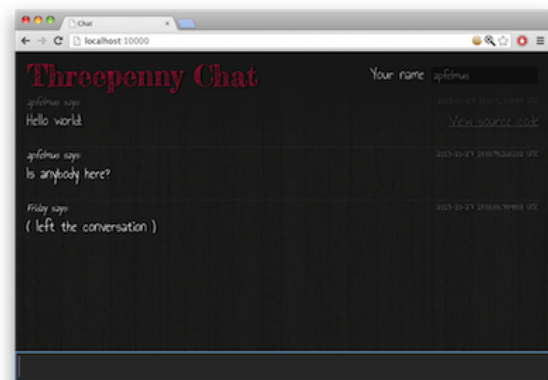 Chat
localhost:10000
Threepenny Chat
Your name apfelmus
apfelmus says:
Hello world!
View source code
apfelmus says:
Is anybody here?
Friday says:
( left the conversation )